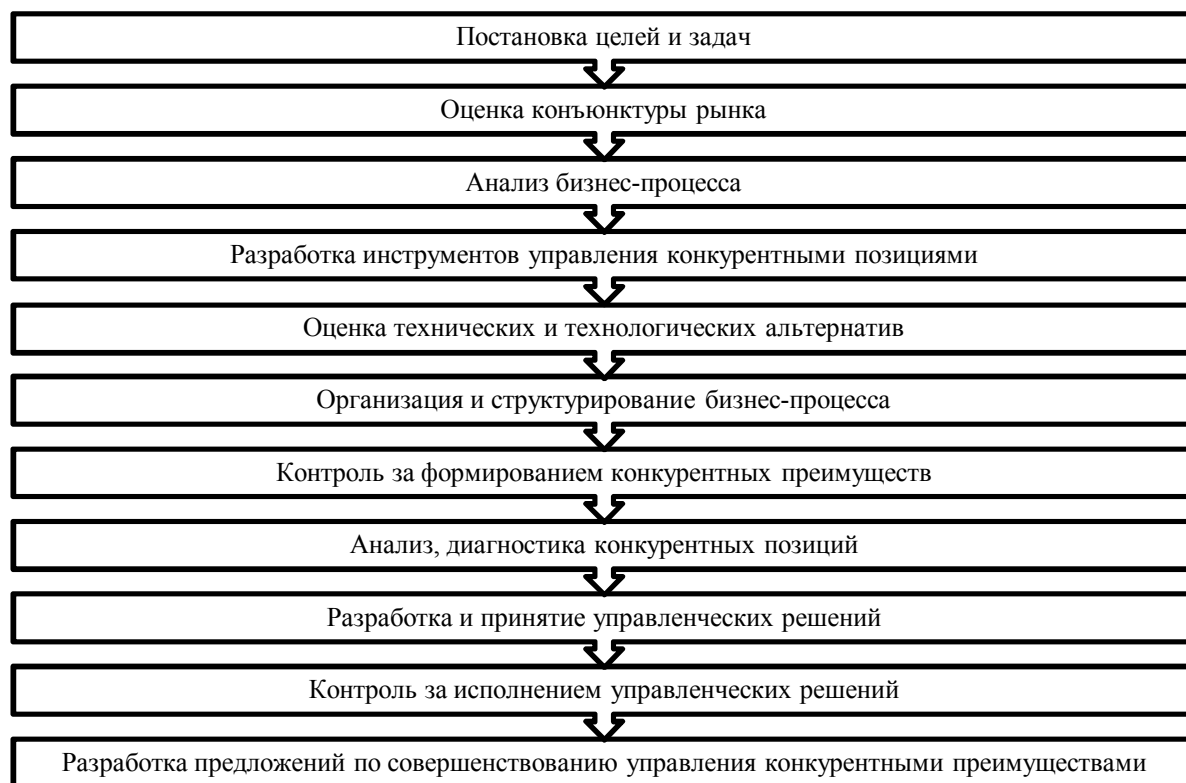 Постановка целей и задач
Оценка конъюнктуры рынка
Анализ бизнес-процесса
Разработка инструментов управления конкурентными позициями
Оценка технических и технологических альтернатив
Организация и структурирование бизнес-процесса
Контроль за формированием конкурентных преимуществ
Анализ, диагностика конкурентных позиций
Разработка и принятие управленческих решений
Контроль за исполнением управленческих решений
Разработка предложений по совершенствованию управления конкурентными преимуществами